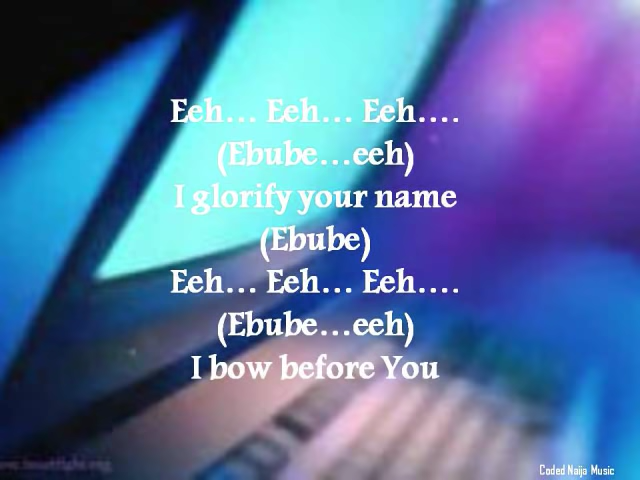 Eeh... Eeh... Eeh....
(Ebube...eeh)
I glorify your name
(Ebube)
Eeh... Eeh... Eeh....
(Ebube...eeh)
I bow before You
Coded Naija Music